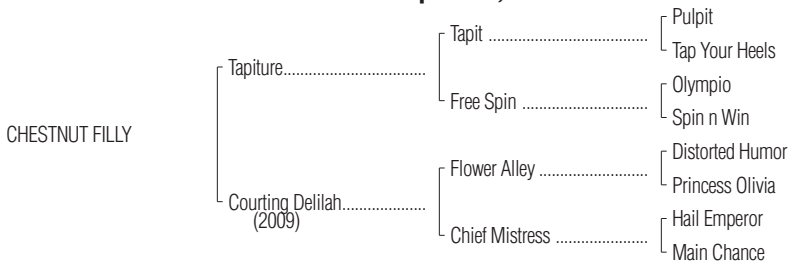 Pulpit
Tapit ......................................
Tap Your Heels
Tapiture..................................
Olympio
Free Spin ..............................
Spin n Win
CHESTNUT FILLY
Distorted Humor
Flower Alley ..........................
Princess Olivia
Courting Delilah....................
(2009)
Hail Emperor
Chief Mistress ......................
Main Chance